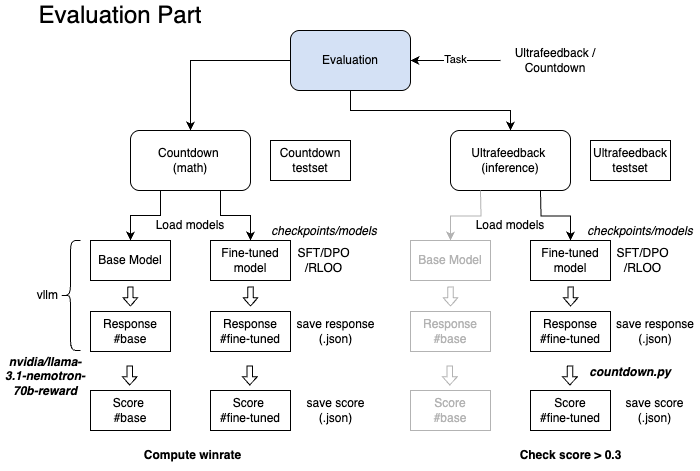 Evaluation Part
Evaluation
Task
Ultrafeedback /
Countdown
Countdown
(math)
Countdown
testset
Ultrafeedback
(inference)
Ultrafeedback
testset
Load models
checkpoints/models
Load models
checkpoints/models
Base Model
Fine-tuned
model
SFT/DPO
/RLOO
Base Model
Fine-tuned
model
SFT/DPO
/RLOO
vllm
Response
#base
Response
#fine-tuned
save response
(.json)
Response
#base
Response
#fine-tuned
save response
(.json)
nvidia/llama-
3.1-nemotron-
70b-reward
countdown.py
Score
#base
Score
#fine-tuned
save score
(.json)
Score
#base
Score
#fine-tuned
save score
(.json)
Compute winrate
Check score > 0.3